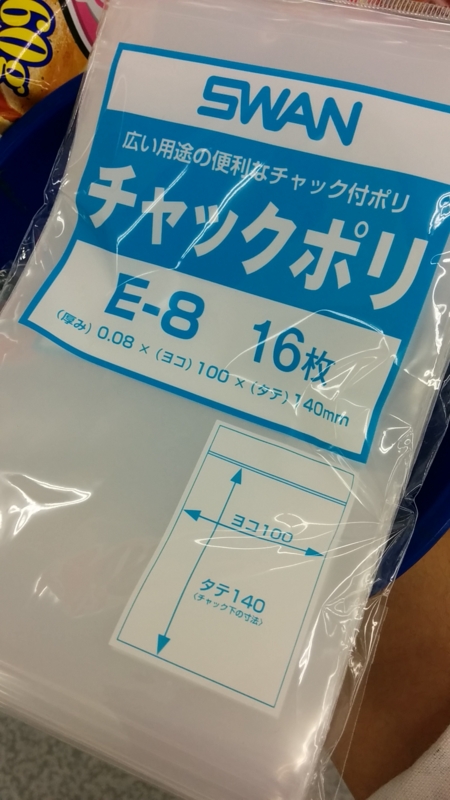 60g
SWAN
広い用途の便利なチャック付ポリ
チャックポリ
E-8 16枚
(厚み) 0.08 × (ヨコ) 100 × (タテ) 140mm
ヨコ100
タテ140
(チャック下の寸法)